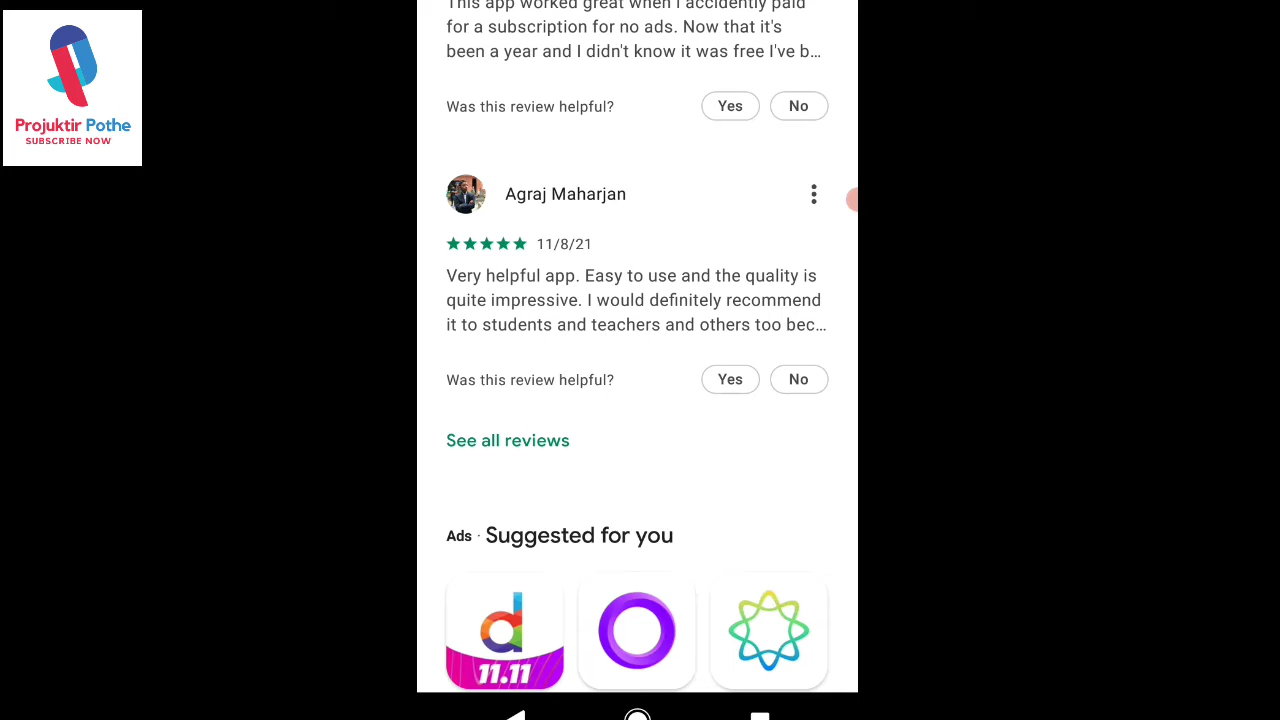 Projuktir Pothe
SUBSCRIBE NOW
This app worked great when I accidently paid
for a subscription for no ads. Now that it's
been a year and I didn't know it was free I've b…
Was this review helpful?
Yes
No
Agraj Maharjan
11/8/21
Very helpful app. Easy to use and the quality is
quite impressive. I would definitely recommend
it to students and teachers and others too bec…
Was this review helpful?
Yes
No
See all reviews
Ads · Suggested for you
d
11.11